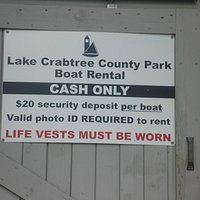 Lake Crabtree County Park
Boat Rental
CASH ONLY
$20 security deposit per boat
Valid photo ID REQUIRED to rent
LIFE VESTS MUST BE WORN